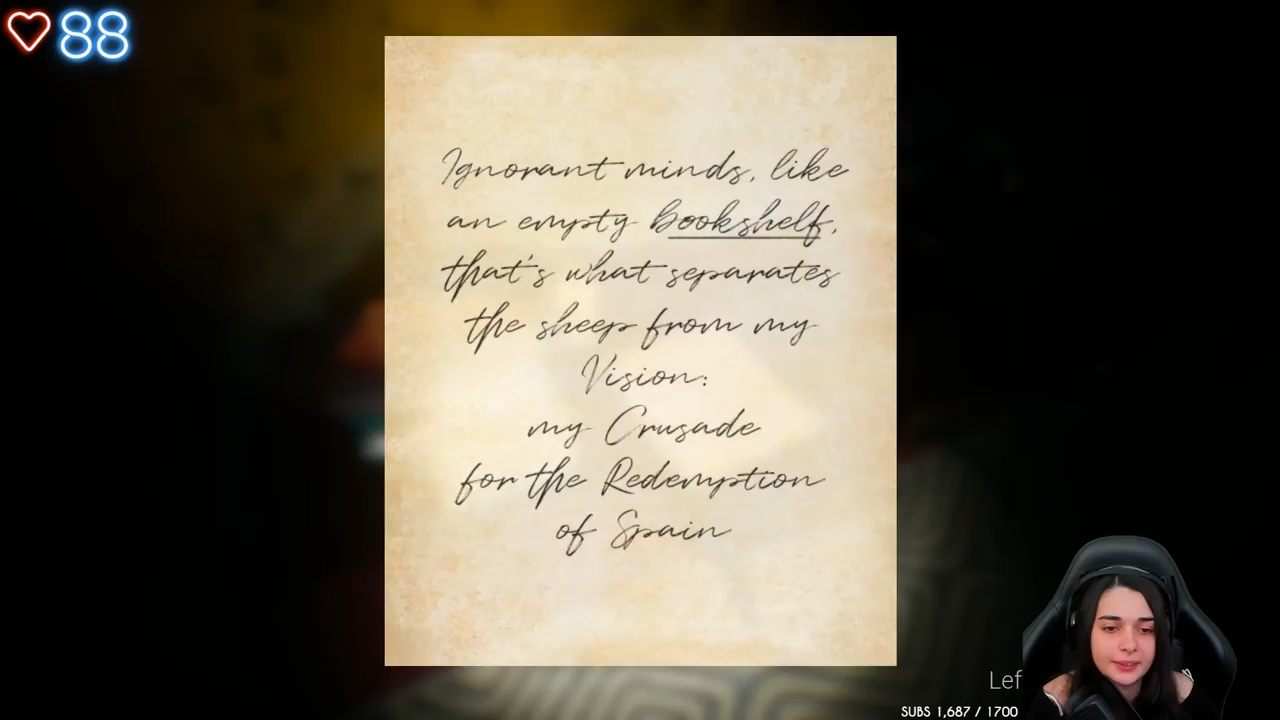 88
Ignorant minds, like
an empty bookshelf,
that's what separates
the sheep from my
Vision:
my Crusade
for the Redemption
of Spain
Lef
SUBS 1,687 / 1700